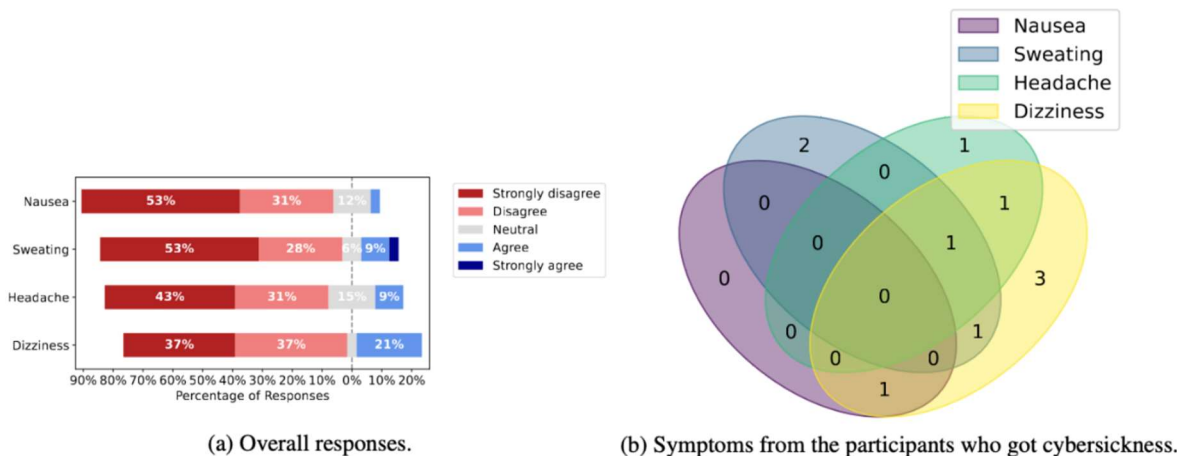 Nausea
Sweating
Headache
Dizziness
53% 31% 12%
53% 28% 6% 9%
43% 31% 15% 9%
37% 37% 21%
90% 80% 70% 60% 50% 40% 30% 20% 10% 0% 10% 20%
Percentage of Responses
Strongly disagree
Disagree
Neutral
Agree
Strongly agree
(a) Overall responses.
Nausea
Sweating
Headache
Dizziness
2 1
0
0 1
0 1
0 0 3
0
0 1
0 0
1
(b) Symptoms from the participants who got cybersickness.